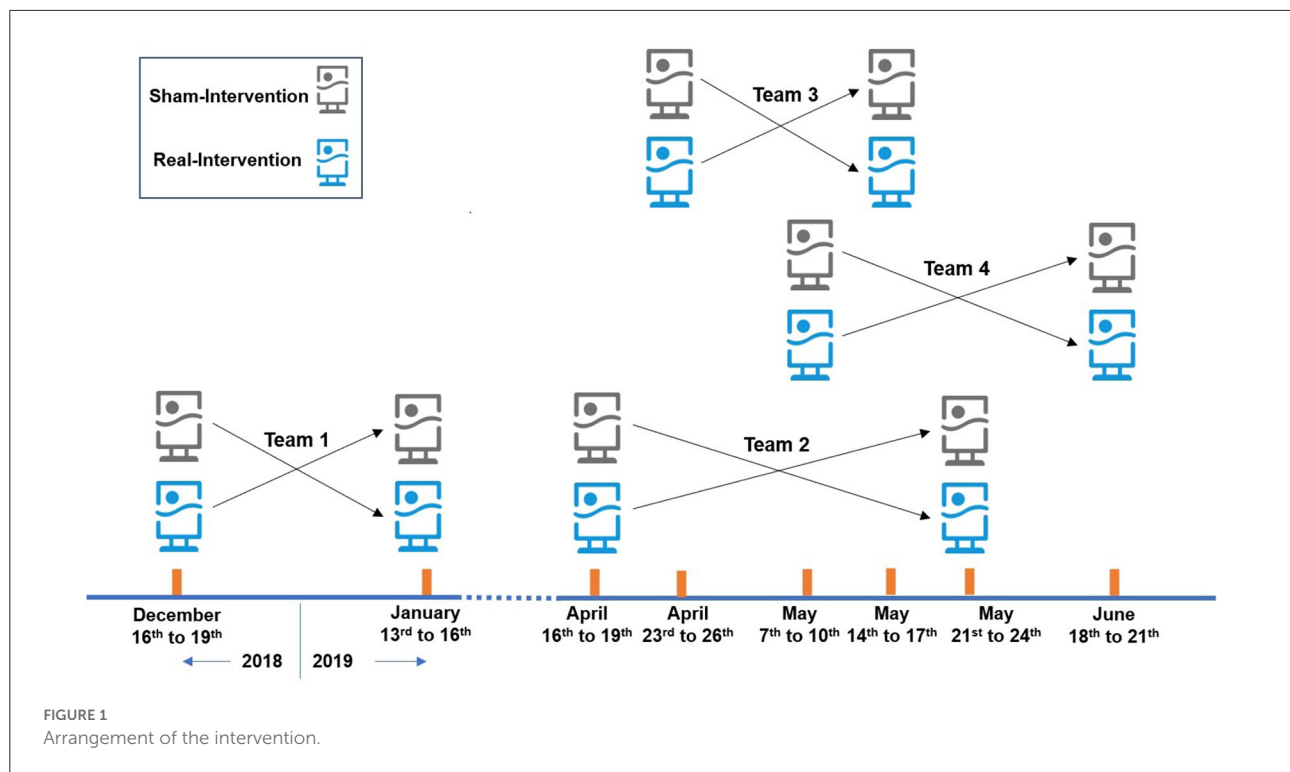 Sham-Intervention
Real-Intervention
Team 3
Team 4
Team 1
Team 2
December
16th to 19th
January
13rd to 16th
April
16th to 19th
April
23rd to 26th
May
7th to 10th
May
14th to 17th
May
21st to 24th
June
18th to 21th
2018
2019
FIGURE 1
Arrangement of the intervention.